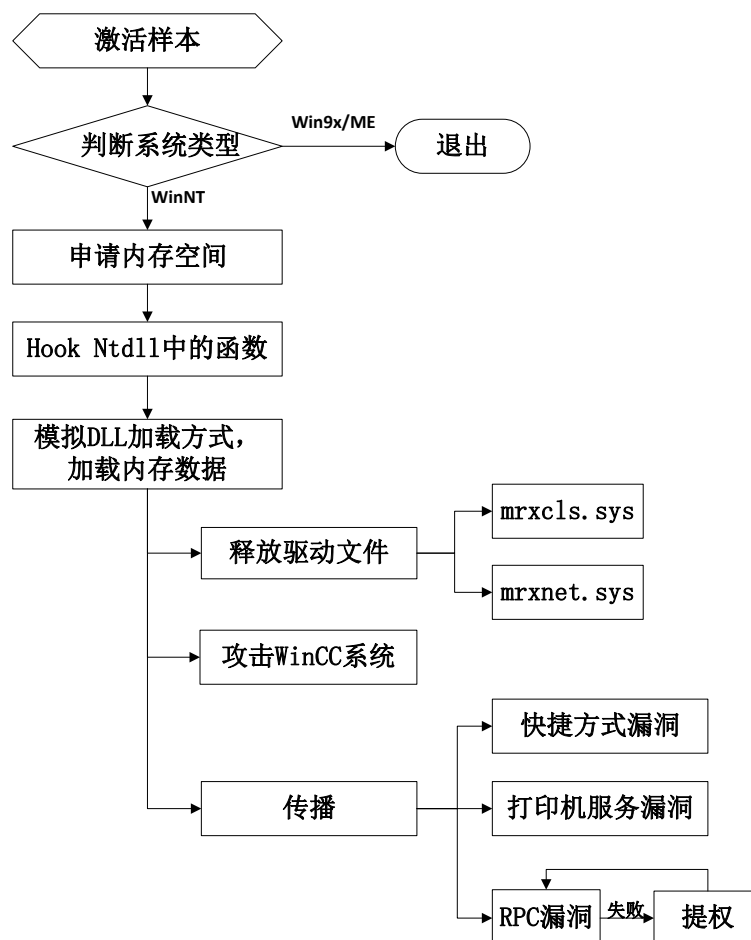 激活样本
判断系统类型
Win9x/ME
退出
WinNT
申请内存空间
Hook Ntdll中的函数
模拟DLL加载方式，
加载内存数据
释放驱动文件
mrxcls.sys
mrxnet.sys
攻击WinCC系统
传播
快捷方式漏洞
打印机服务漏洞
RPC漏洞
失败
提权